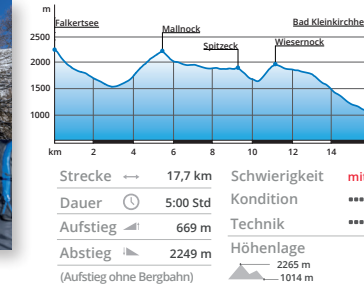 m
Falkertsee
Mallnock
Spitzeck
Wiesernock
Bad Kleinkirchhe
2500
2000
1500
1000
km 2 4 6 8 10 12 14
Strecke ↔ 17,7 km
Dauer 5:00 Std
Aufstieg 669 m
Abstieg 2249 m
(Aufstieg ohne Bergbahn)
Schwierigkeit mit
Kondition
Technik
Höhenlage
2265 m
1014 m